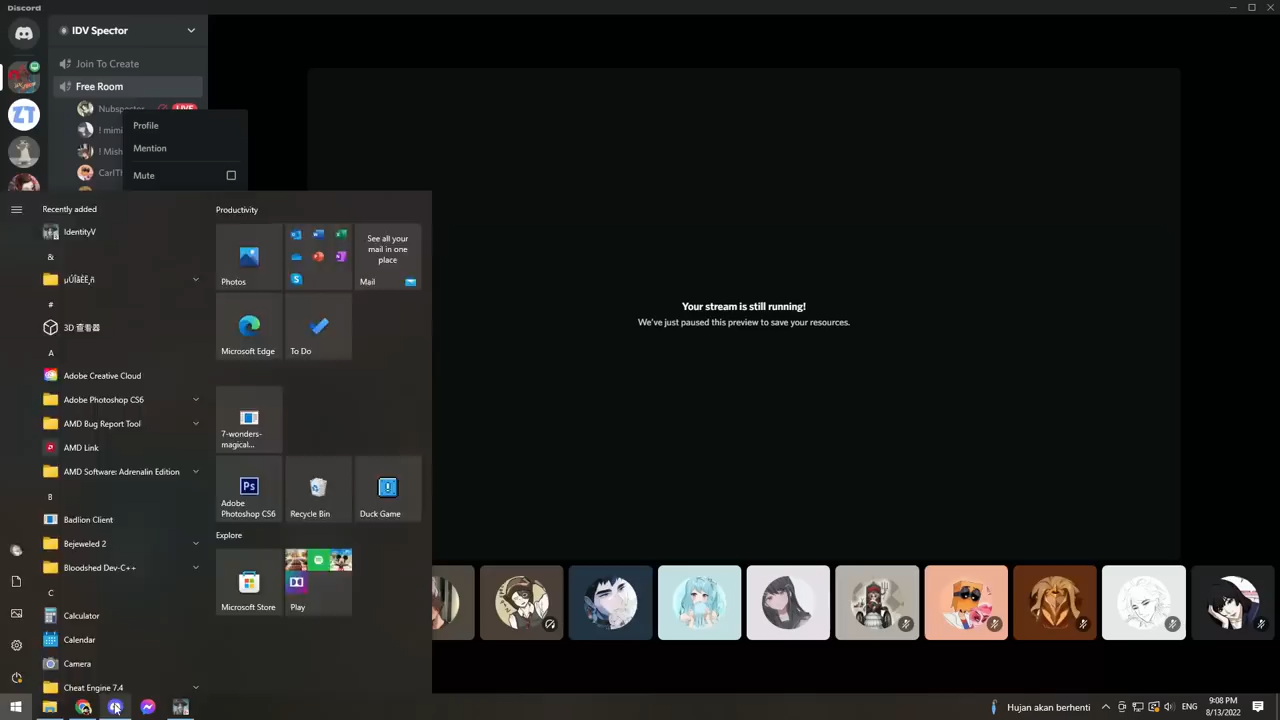 Discord
IDV Spector
Join To Create
Free Room
LIVE
! mimi
! Mish
CarlTh
Profile
Mention
Mute
Recently added
IdentityV
&
µÚÎåÈË¸ñ
#
3D 查看器
A
Adobe Creative Cloud
Adobe Photoshop CS6
AMD Bug Report Tool
AMD Link
AMD Software: Adrenalin Edition
B
Badlion Client
Bejeweled 2
Bloodshed Dev-C++
C
Calculator
Calendar
Camera
Cheat Engine 7.4
Productivity
Photos
See all your
mail in one
place
Mail
Microsoft Edge
To Do
7-wonders-
magical...
Adobe
Photoshop CS6
Recycle Bin
Duck Game
Explore
Microsoft Store
Play
Your stream is still running!
We've just paused this preview to save your resources.
Hujan akan berhenti
ENG
9:08 PM
8/13/2022